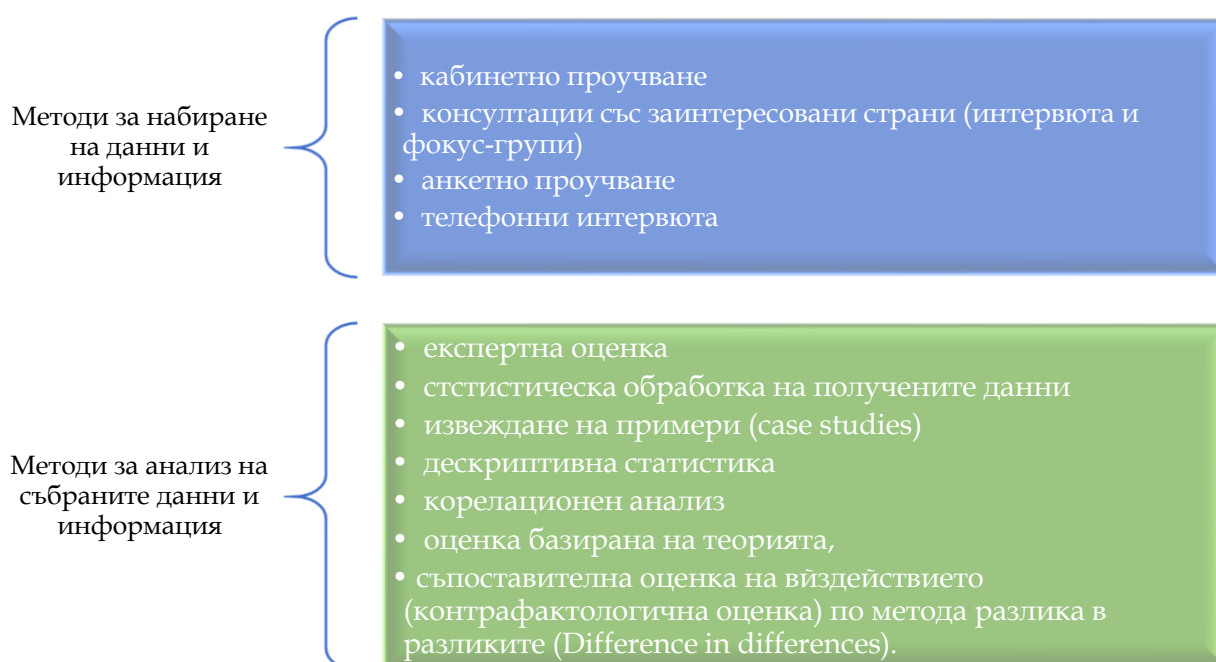 Методи за набиране
на данни и
информация
• кабинетно проучване
• консултации със заинтересовани страни (интервюта и
фокус-групи)
• анкетно проучване
• телефонни интервюта
Методи за анализ на
събраните данни и
информация
• експертна оценка
• стстистическа обработка на получените данни
• извеждане на примери (case studies)
• дескриптивна статистика
• корелационен анализ
• оценка базирана на теорията,
• съпоставителна оценка на вйздействието
(контрафактологична оценка) по метода разлика в
разликите (Difference in differences).